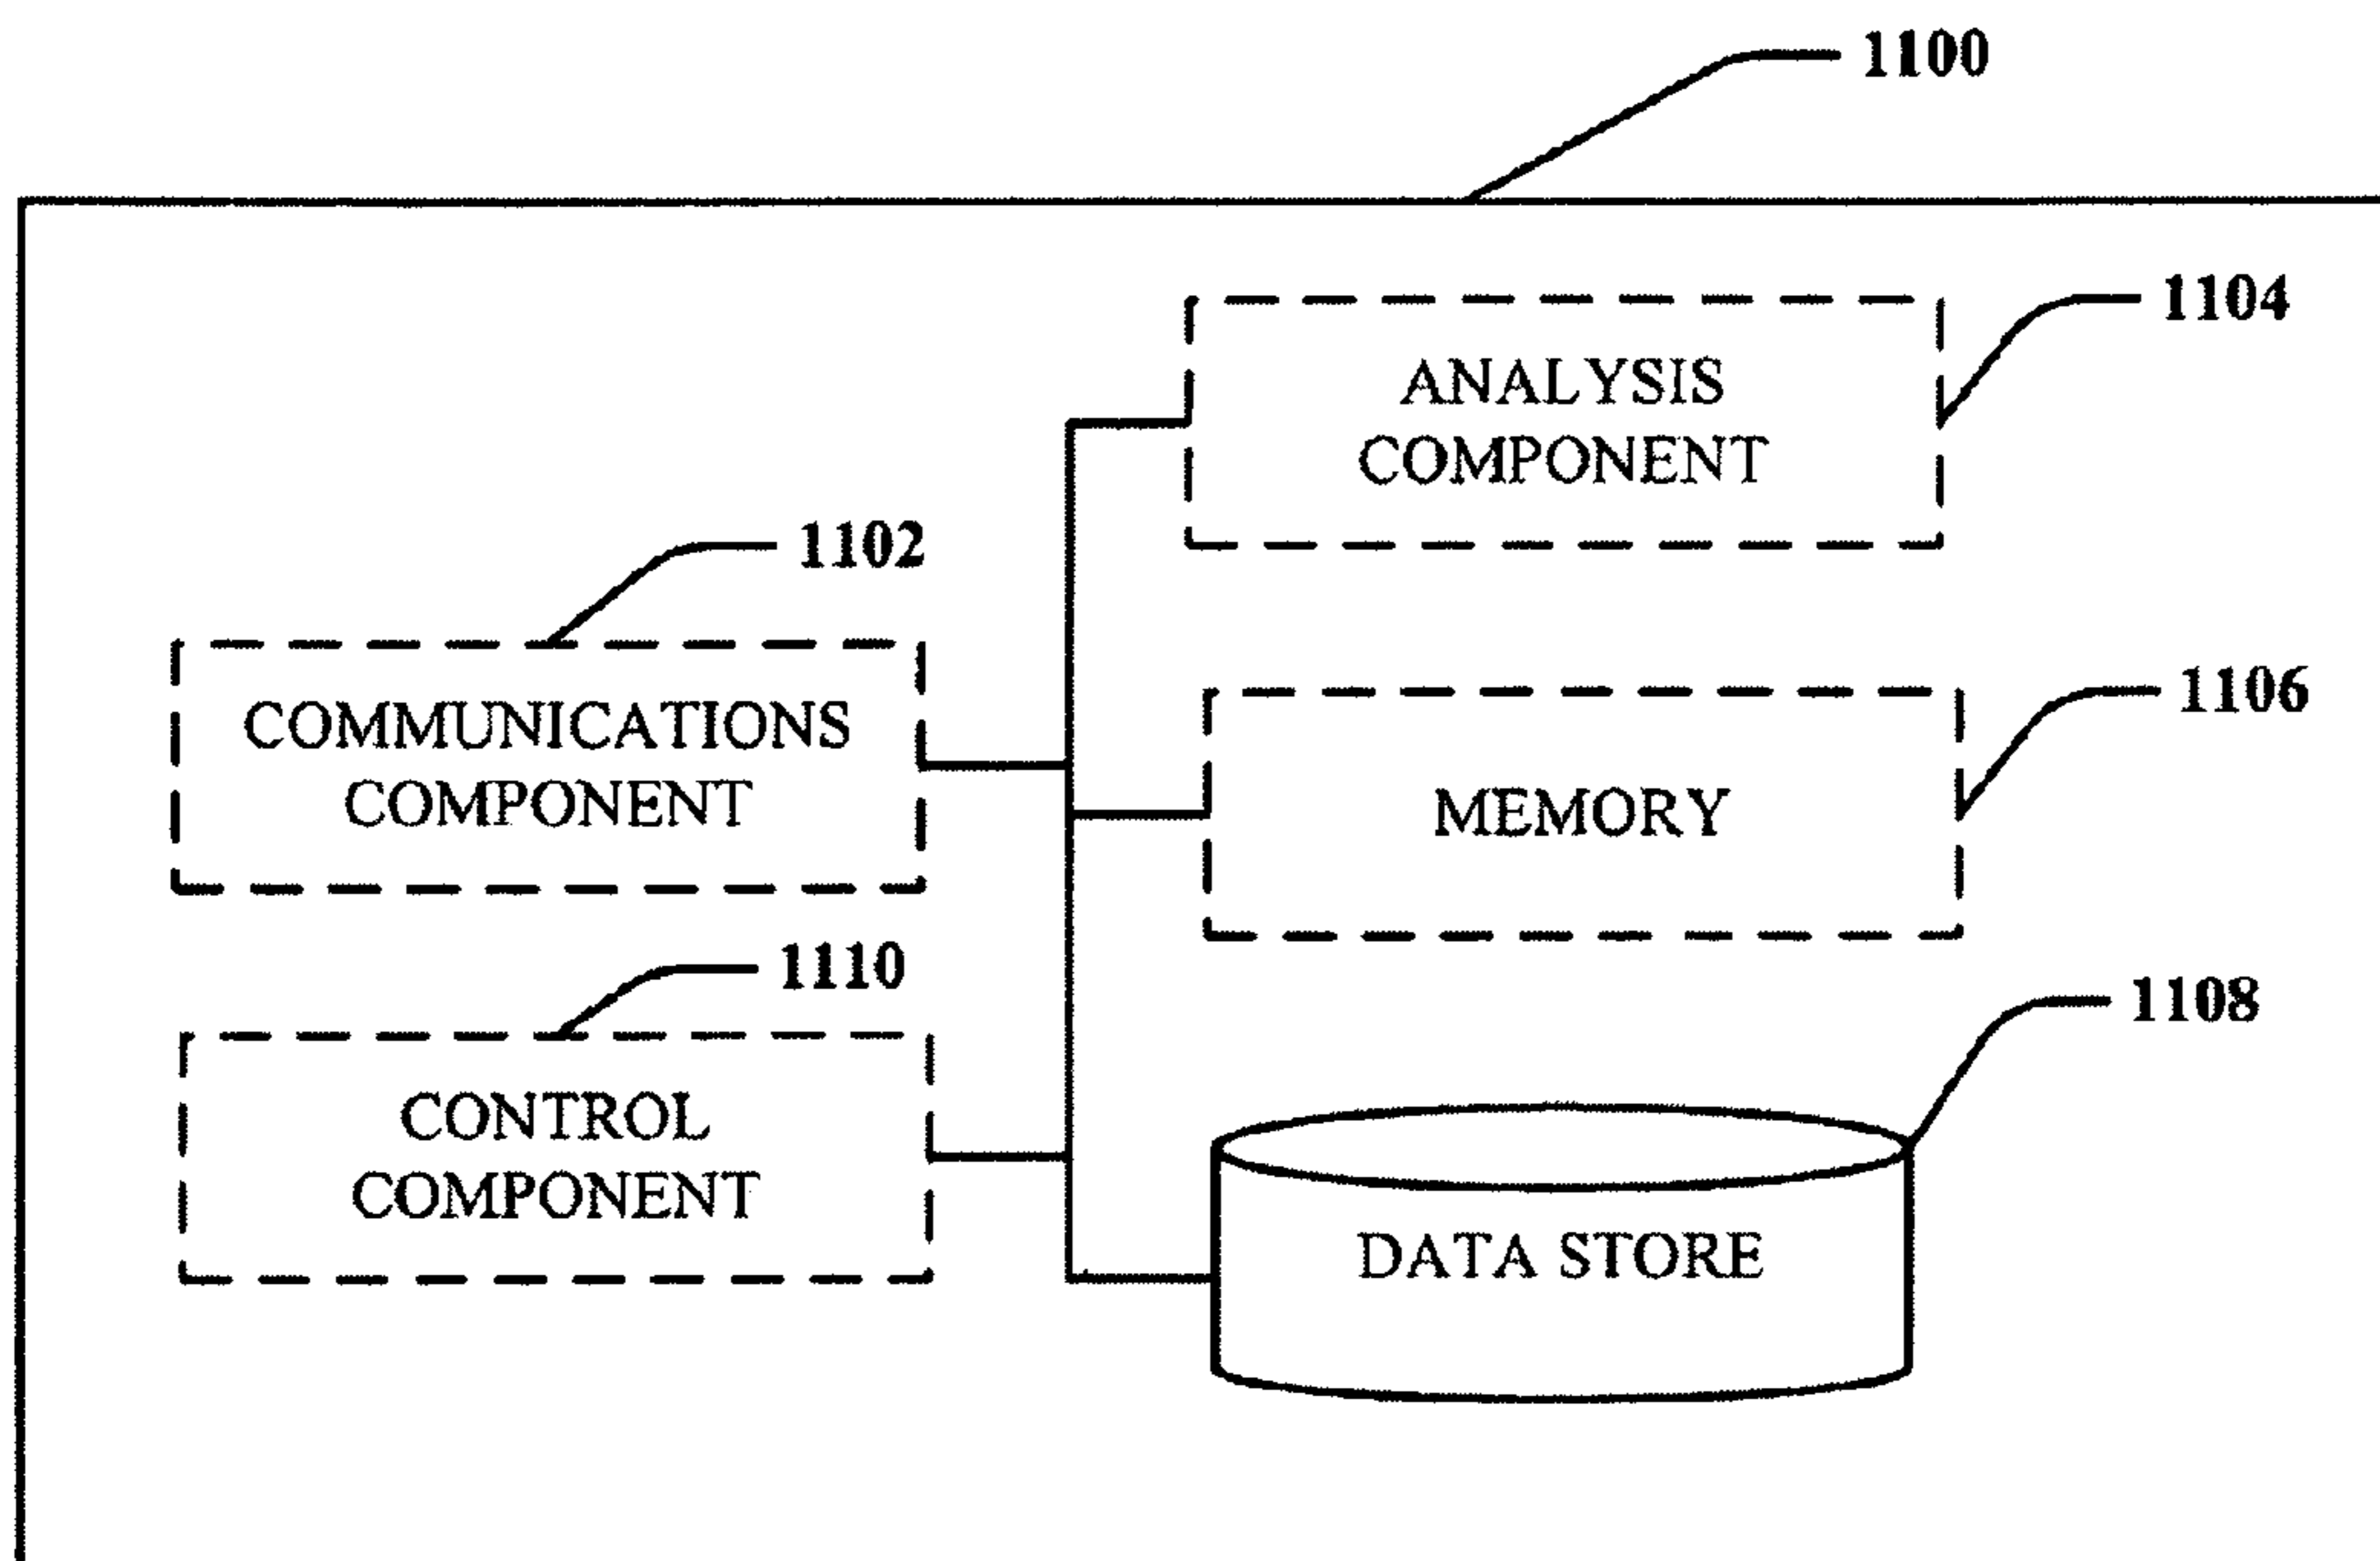 1100
1104
ANALYSIS
COMPONENT
1102
COMMUNICATIONS
COMPONENT
1106
MEMORY
1110
CONTROL
COMPONENT
1108
DATA STORE